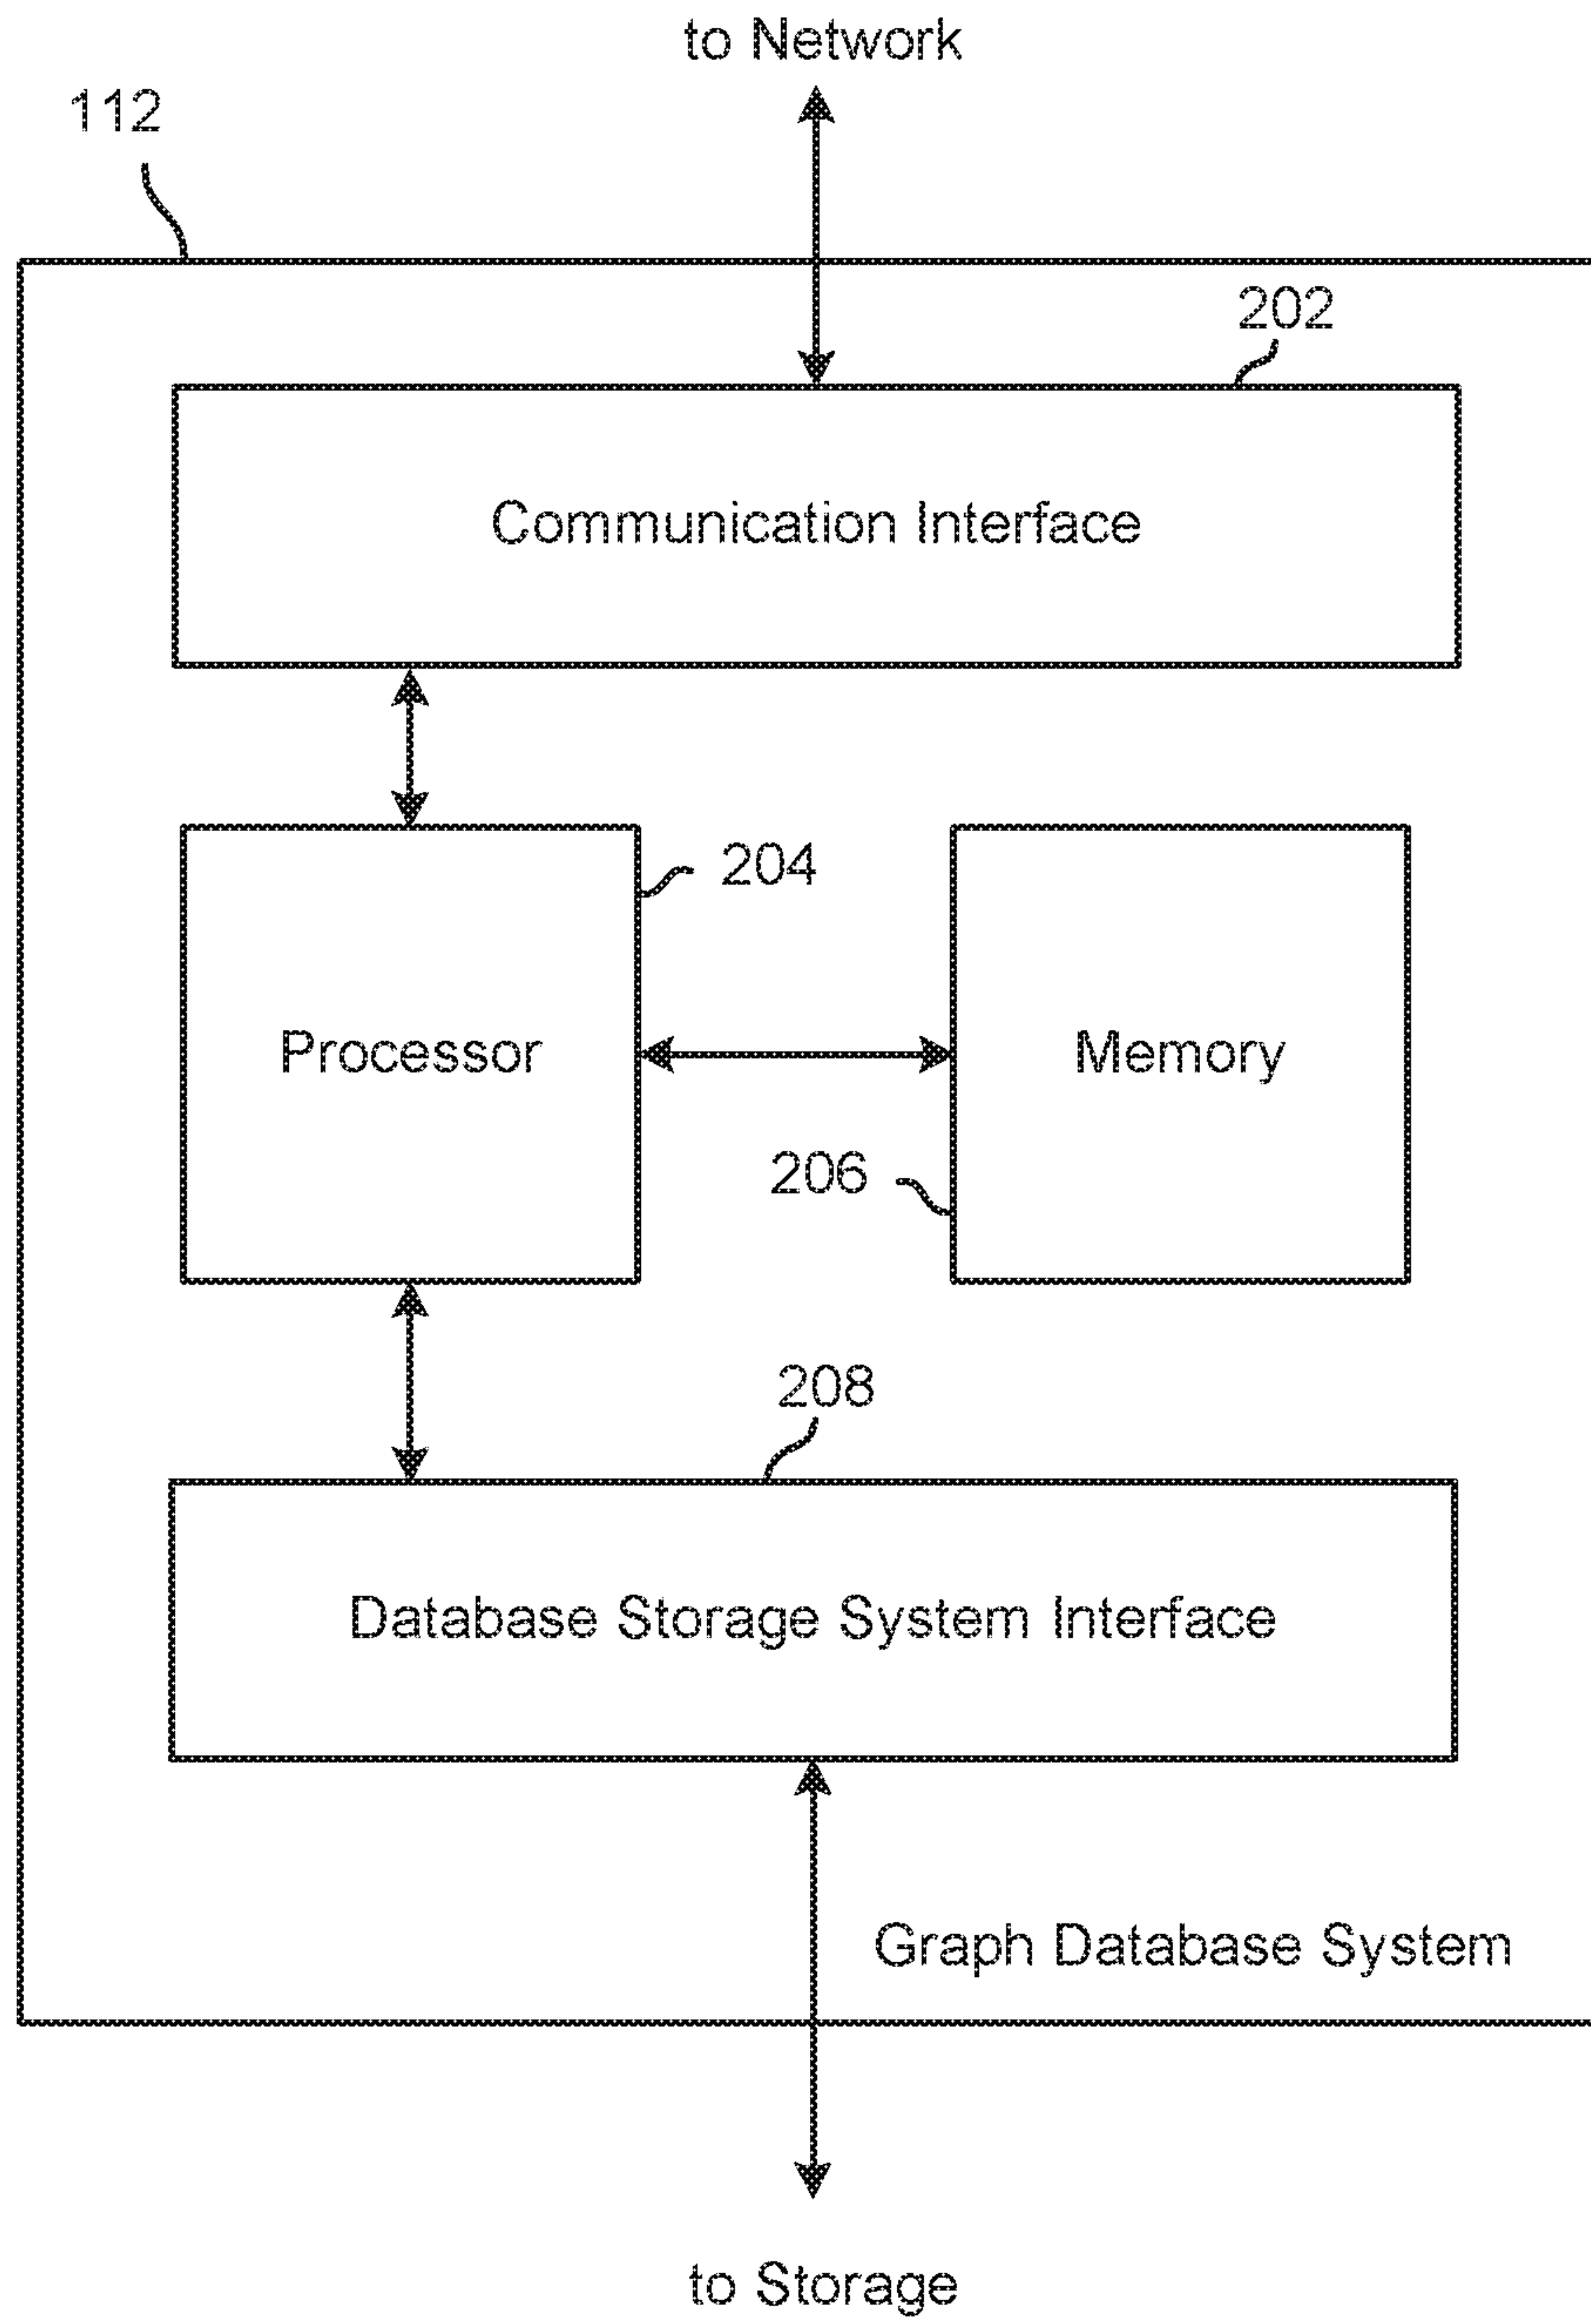 to Network
112
202
Communication Interface
204
Processor
Memory
206
208
Database Storage System Interface
Graph Database System
to Storage